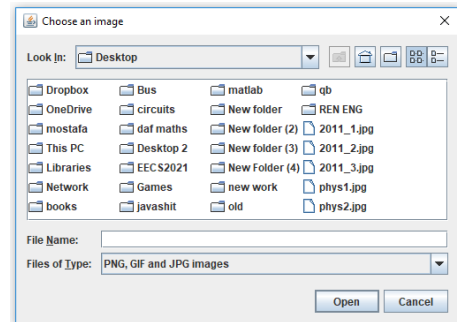 Choose an image
Look In: Desktop
Dropbox Bus matlab qb
OneDrive circuits New folder REN ENG
mostafa daf maths New folder (2) 2011_1.jpg
This PC Desktop 2 New folder (3) 2011_2.jpg
Libraries EECS2021 New Folder (4) 2011_3.jpg
Network Games new work phys1.jpg
books javashit old phys2.jpg
File Name:
Files of Type: PNG, GIF and JPG images
Open Cancel